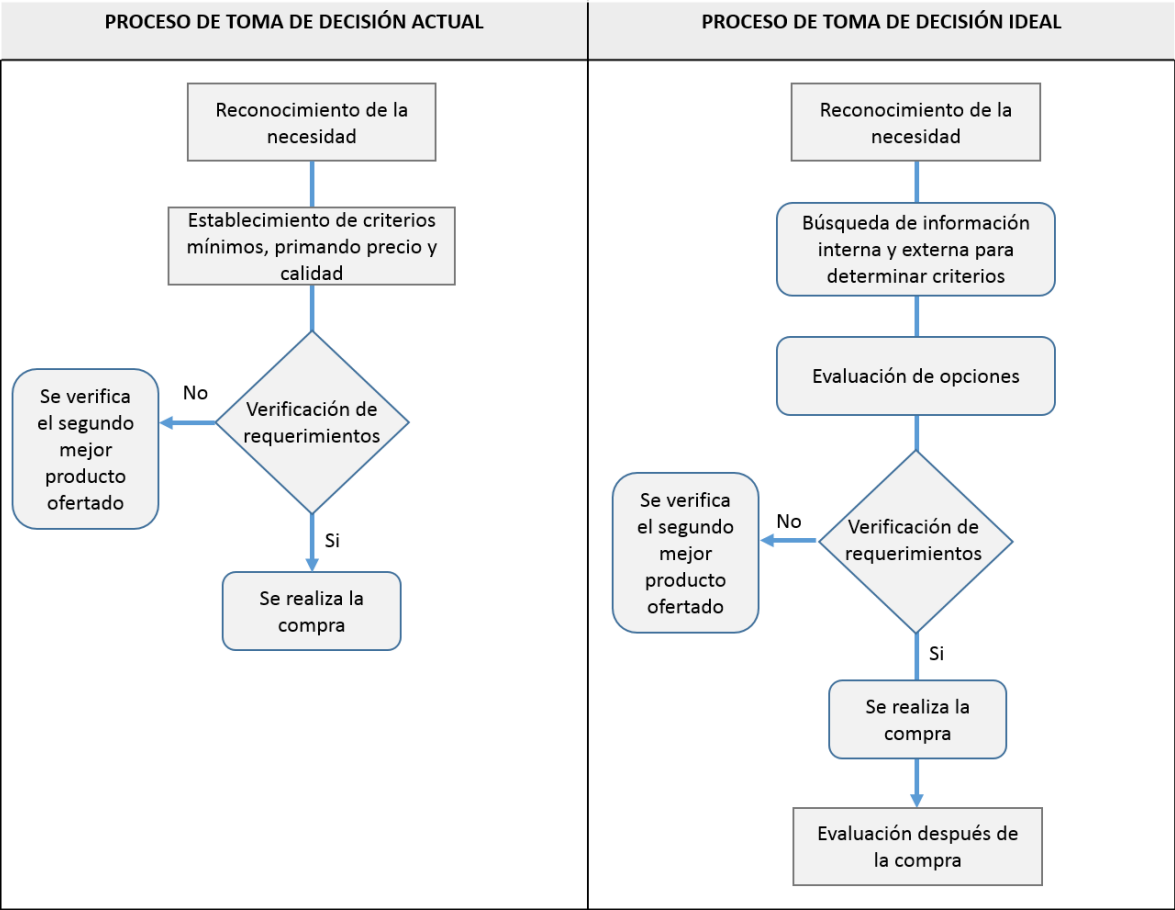 PROCESO DE TOMA DE DECISIÓN ACTUAL
Reconocimiento de la
necesidad
Establecimiento de criterios
mínimos, primando precio y
calidad
Verificación de
requerimientos
No
Se verifica
el segundo
mejor
producto
ofertado
Si
Se realiza la
compra
PROCESO DE TOMA DE DECISIÓN IDEAL
Reconocimiento de la
necesidad
Búsqueda de información
interna y externa para
determinar criterios
Evaluación de opciones
Verificación de
requerimientos
No
Se verifica
el segundo
mejor
producto
ofertado
Si
Se realiza la
compra
Evaluación después de
la compra